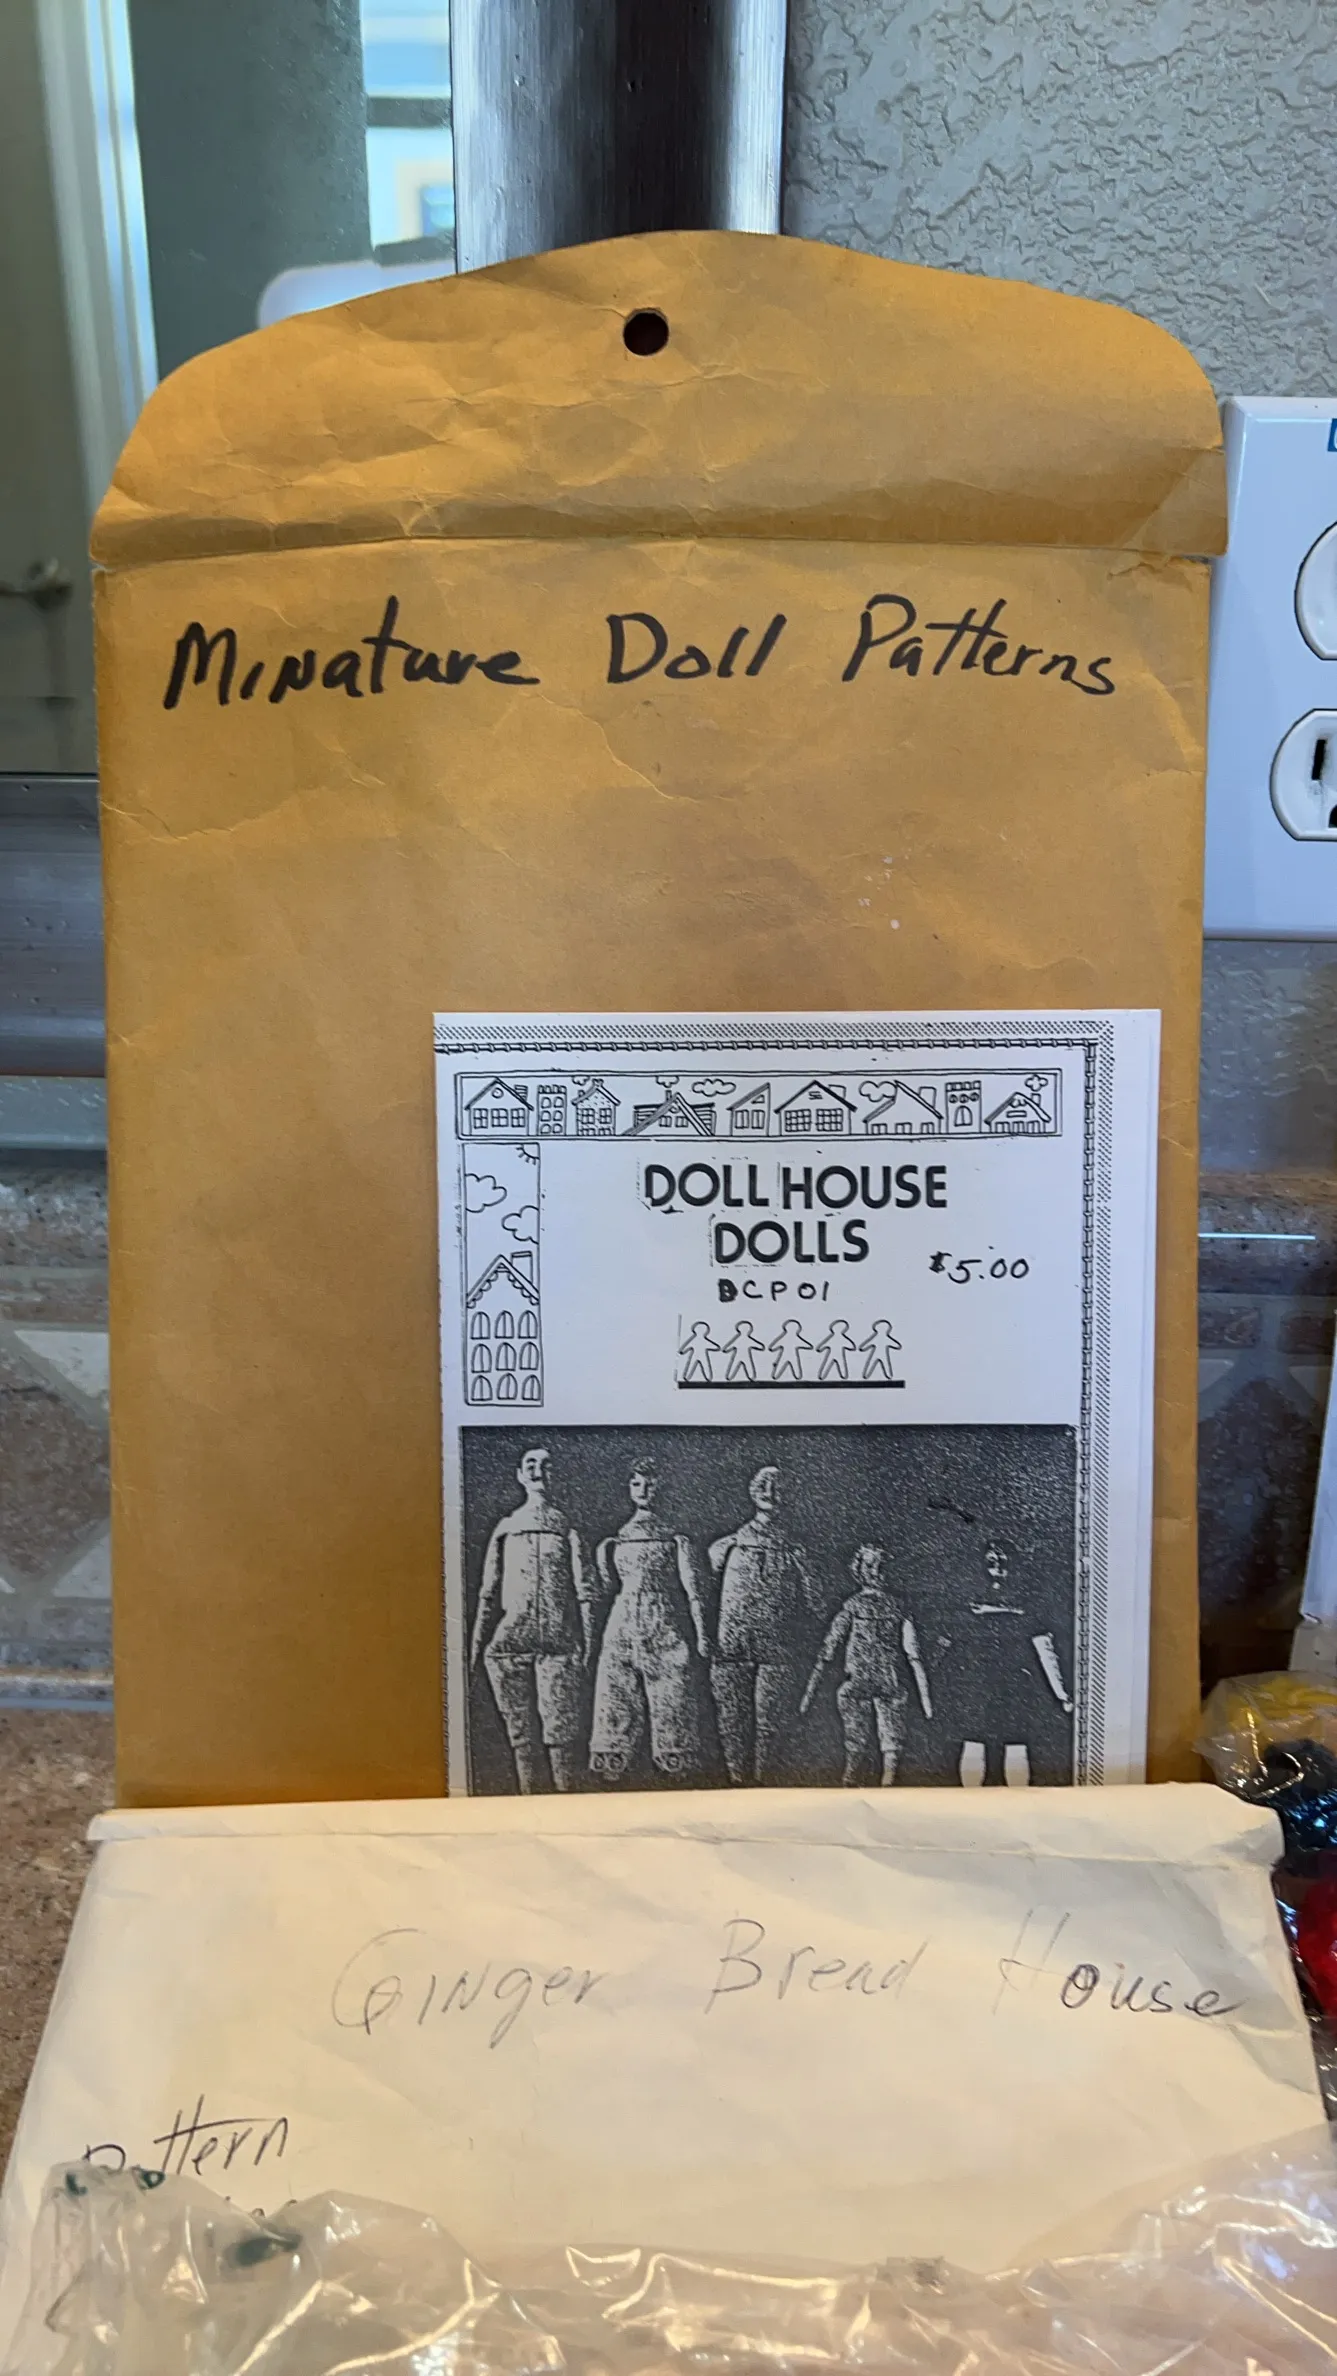 Minature Doll Patterns
DOLL HOUSE
DOLLS
$5.00
DCP01
Ginger Bread House
Pattern